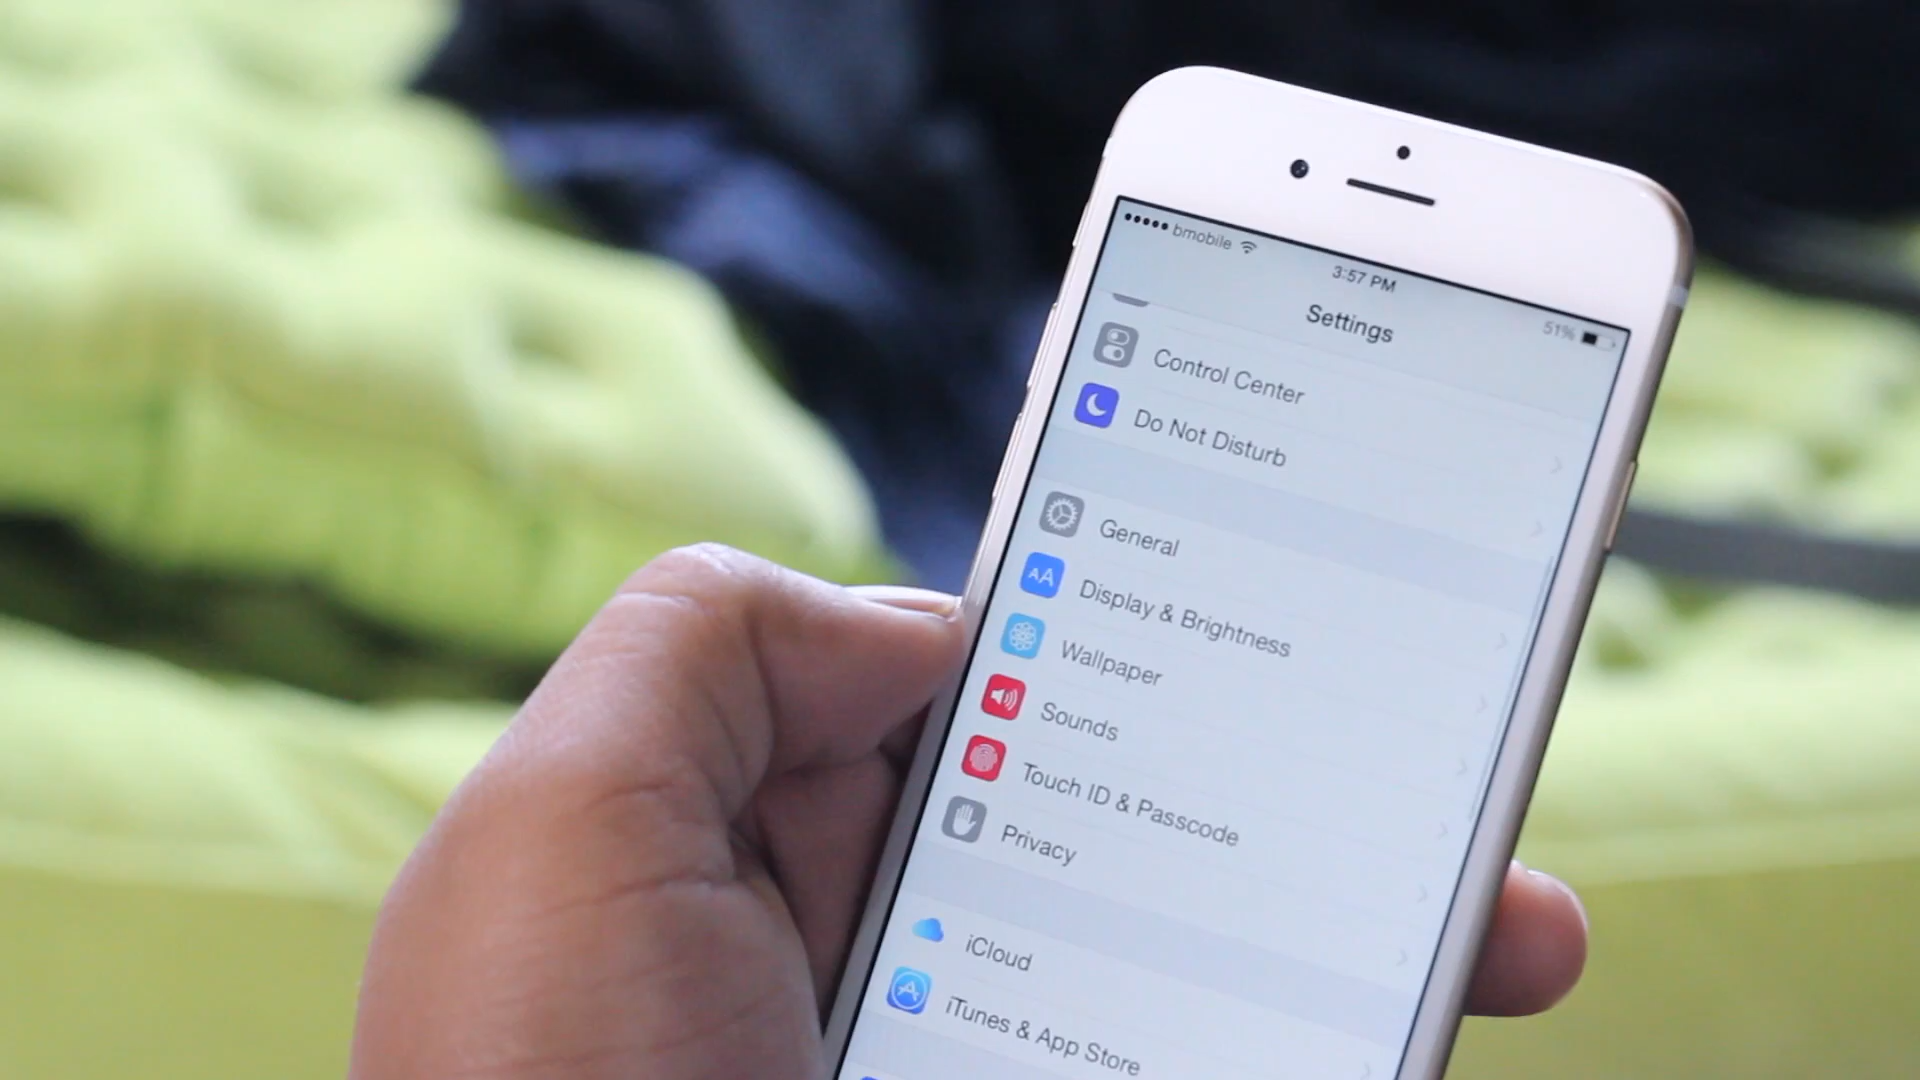 bmobile
3:57 PM
51%
Settings
Control Center
Do Not Disturb
General
AA
Display & Brightness
Wallpaper
Sounds
Touch ID & Passcode
Privacy
iCloud
iTunes & App Store